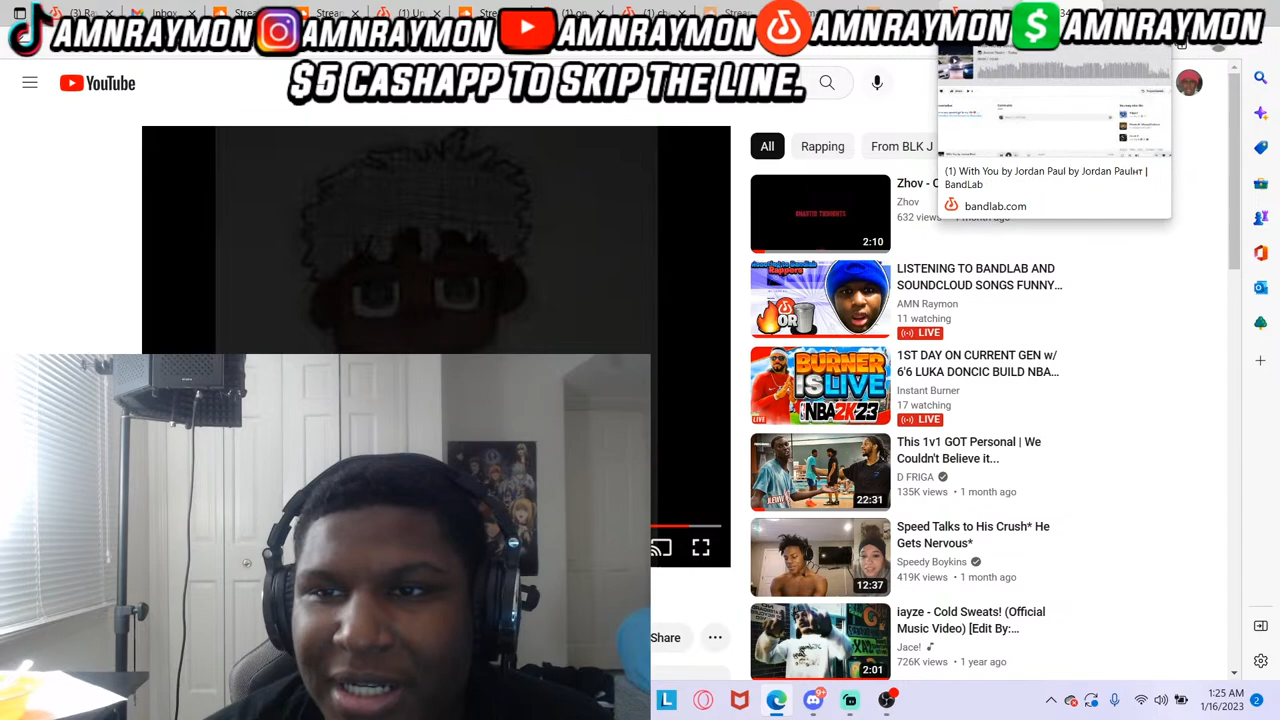 AMNRAYMON AMNRAYMON AMNRAYMON AMNRAYMON AMNRAYMON
$5 CASHAPP TO SKIP THE LINE.
YouTube
All
Rapping
From BLK J
(1) With You by Jordan Paul by Jordan Paulнт |
BandLab
bandlab.com
Zhov
632 views
2:10
LISTENING TO BANDLAB AND
SOUNDCLOUD SONGS FUNNY...
AMN Raymon
11 watching
LIVE
OR
BURNER
IS LIVE
NBA2K23
LIVE
1ST DAY ON CURRENT GEN w/
6'6 LUKA DONCIC BUILD NBA...
Instant Burner
17 watching
LIVE
This 1v1 GOT Personal | We
Couldn't Believe it...
D FRIGA
135K views • 1 month ago
22:31
Speed Talks to His Crush* He
Gets Nervous*
Speedy Boykins
419K views • 1 month ago
12:37
iayze - Cold Sweats! (Official
Music Video) [Edit By:...
Jace!
726K views • 1 year ago
2:01
Share
1:25 AM
1/16/2023